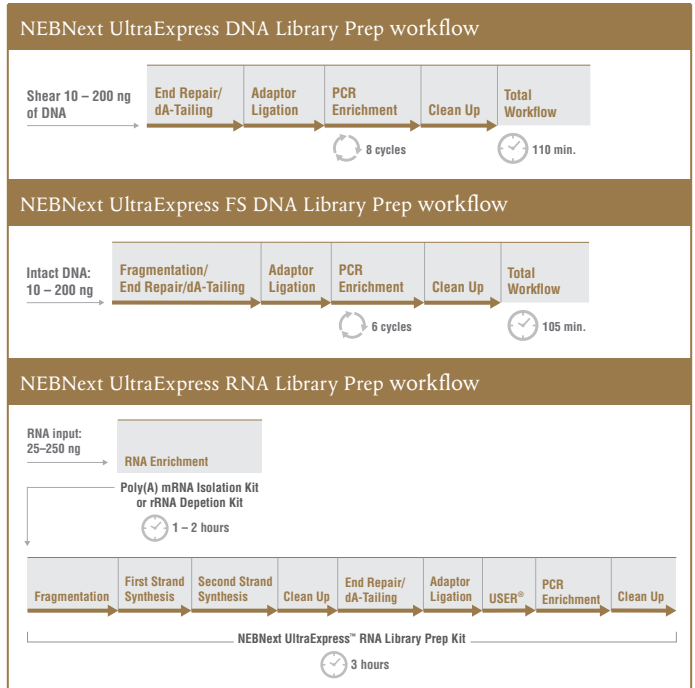 NEBNext UltraExpress DNA Library Prep workflow
Shear 10 – 200 ng
of DNA
End Repair/
dA-Tailing
Adaptor
Ligation
PCR
Enrichment
Clean Up
Total
Workflow
8 cycles
110 min.
NEBNext UltraExpress FS DNA Library Prep workflow
Intact DNA:
10 – 200 ng
Fragmentation/
End Repair/dA-Tailing
Adaptor
Ligation
PCR
Enrichment
Clean Up
Total
Workflow
6 cycles
105 min.
NEBNext UltraExpress RNA Library Prep workflow
RNA input:
25–250 ng
RNA Enrichment
Poly(A) mRNA Isolation Kit
or rRNA Depetion Kit
1 – 2 hours
Fragmentation
First Strand
Synthesis
Second Strand
Synthesis
Clean Up
End Repair/
dA-Tailing
Adaptor
Ligation
USER®
PCR
Enrichment
Clean Up
NEBNext UltraExpress™ RNA Library Prep Kit
3 hours